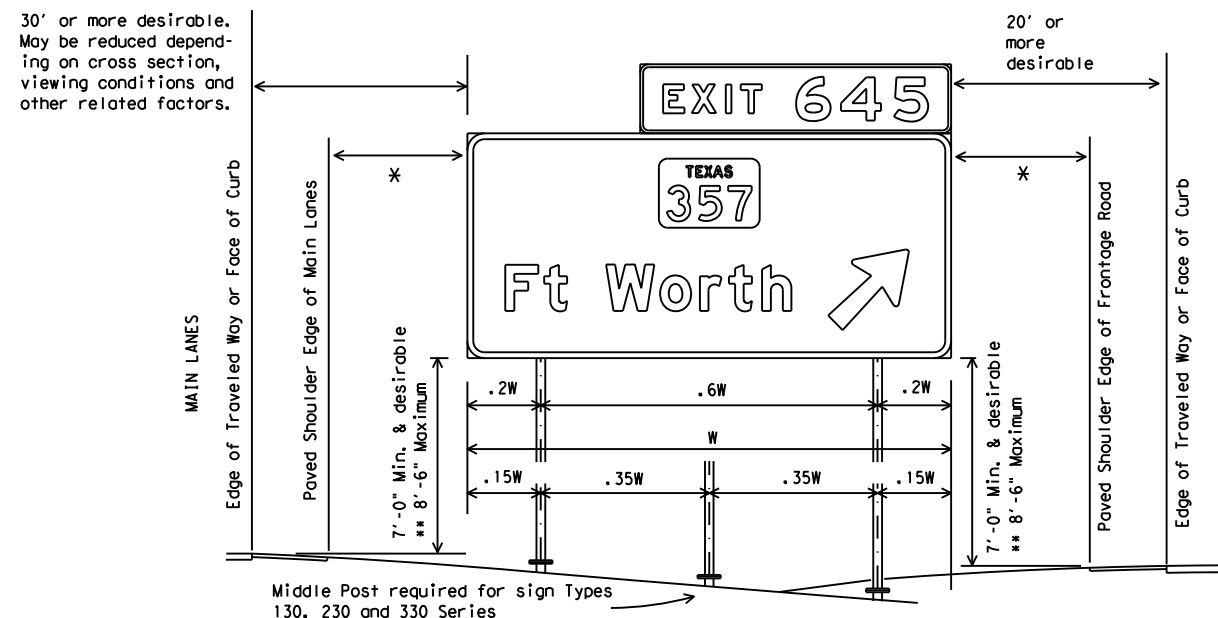 30' or more desirable.
May be reduced depend-
ing on cross section,
viewing conditions and
other related factors.
20' or
more
desirable
EXIT 645
*
*
TEXAS
357
Ft Worth
MAIN LANES
Edge of Traveled Way or Face of Curb
Paved Shoulder Edge of Main Lanes
7'-0" Min. & desirable
** 8'-6" Maximum
.2W
.6W
.2W
W
.15W
.35W
.35W
.15W
7'-0" Min. & desirable
** 8'-6" Maximum
Paved Shoulder Edge of Frontage Road
Edge of Traveled Way or Face of Curb
Middle Post required for sign Types
130, 230 and 330 Series